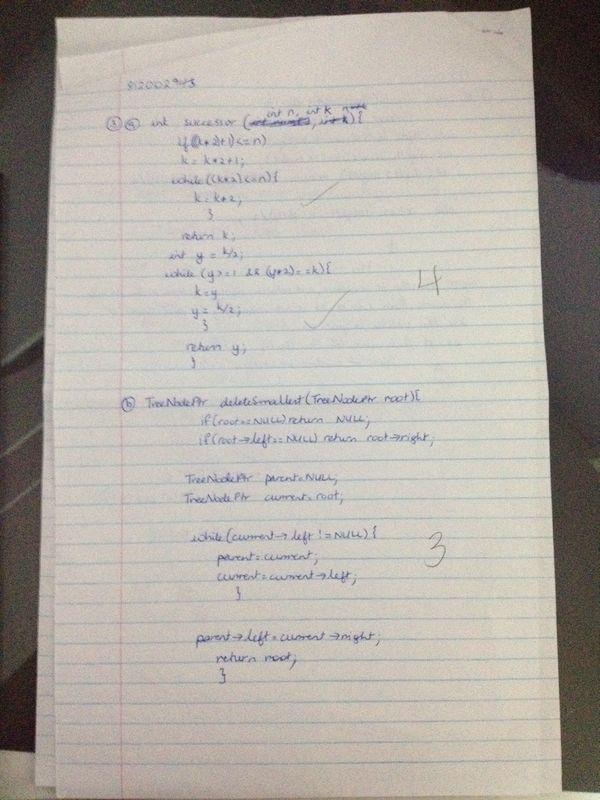 812002943
int n, int k
③ ⓐ int successor (int num, int k){
if((k*2)+1)<=n)
k = k*2+1;
while((k*2)<=n){
k = k*2;
}
return k;
int y = k/2;
while (y>=1 && (y*2)==k){
4
k=y
y = k/2;
}
return y;
}
ⓑ TreeNodePtr deleteSmallest(TreeNodePtr root){
if(root==NULL)return NULL;
if(root→left==NULL) return root→right;
TreeNodePtr parent=NULL;
TreeNodePtr current=root;
while(current→left !=NULL){
3
parent=current;
current=current→left;
}
parent→left=current→right;
return root;
}